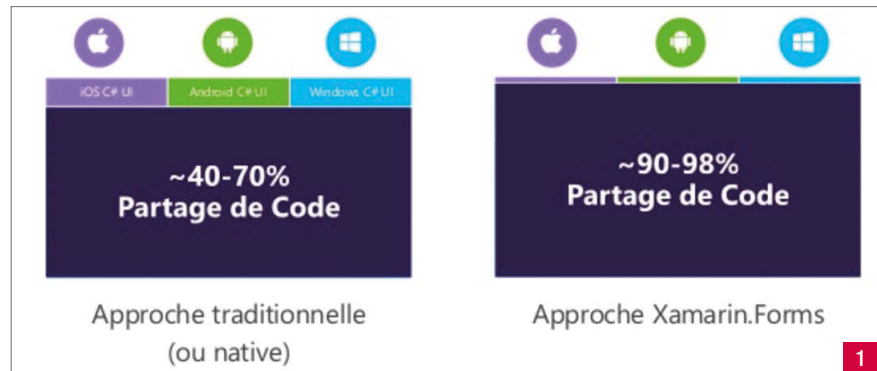 iOS C# UI
Android C# UI
Windows C# UI
~40-70%
Partage de Code
Approche traditionnelle
(ou native)
~90-98%
Partage de Code
Approche Xamarin.Forms
1